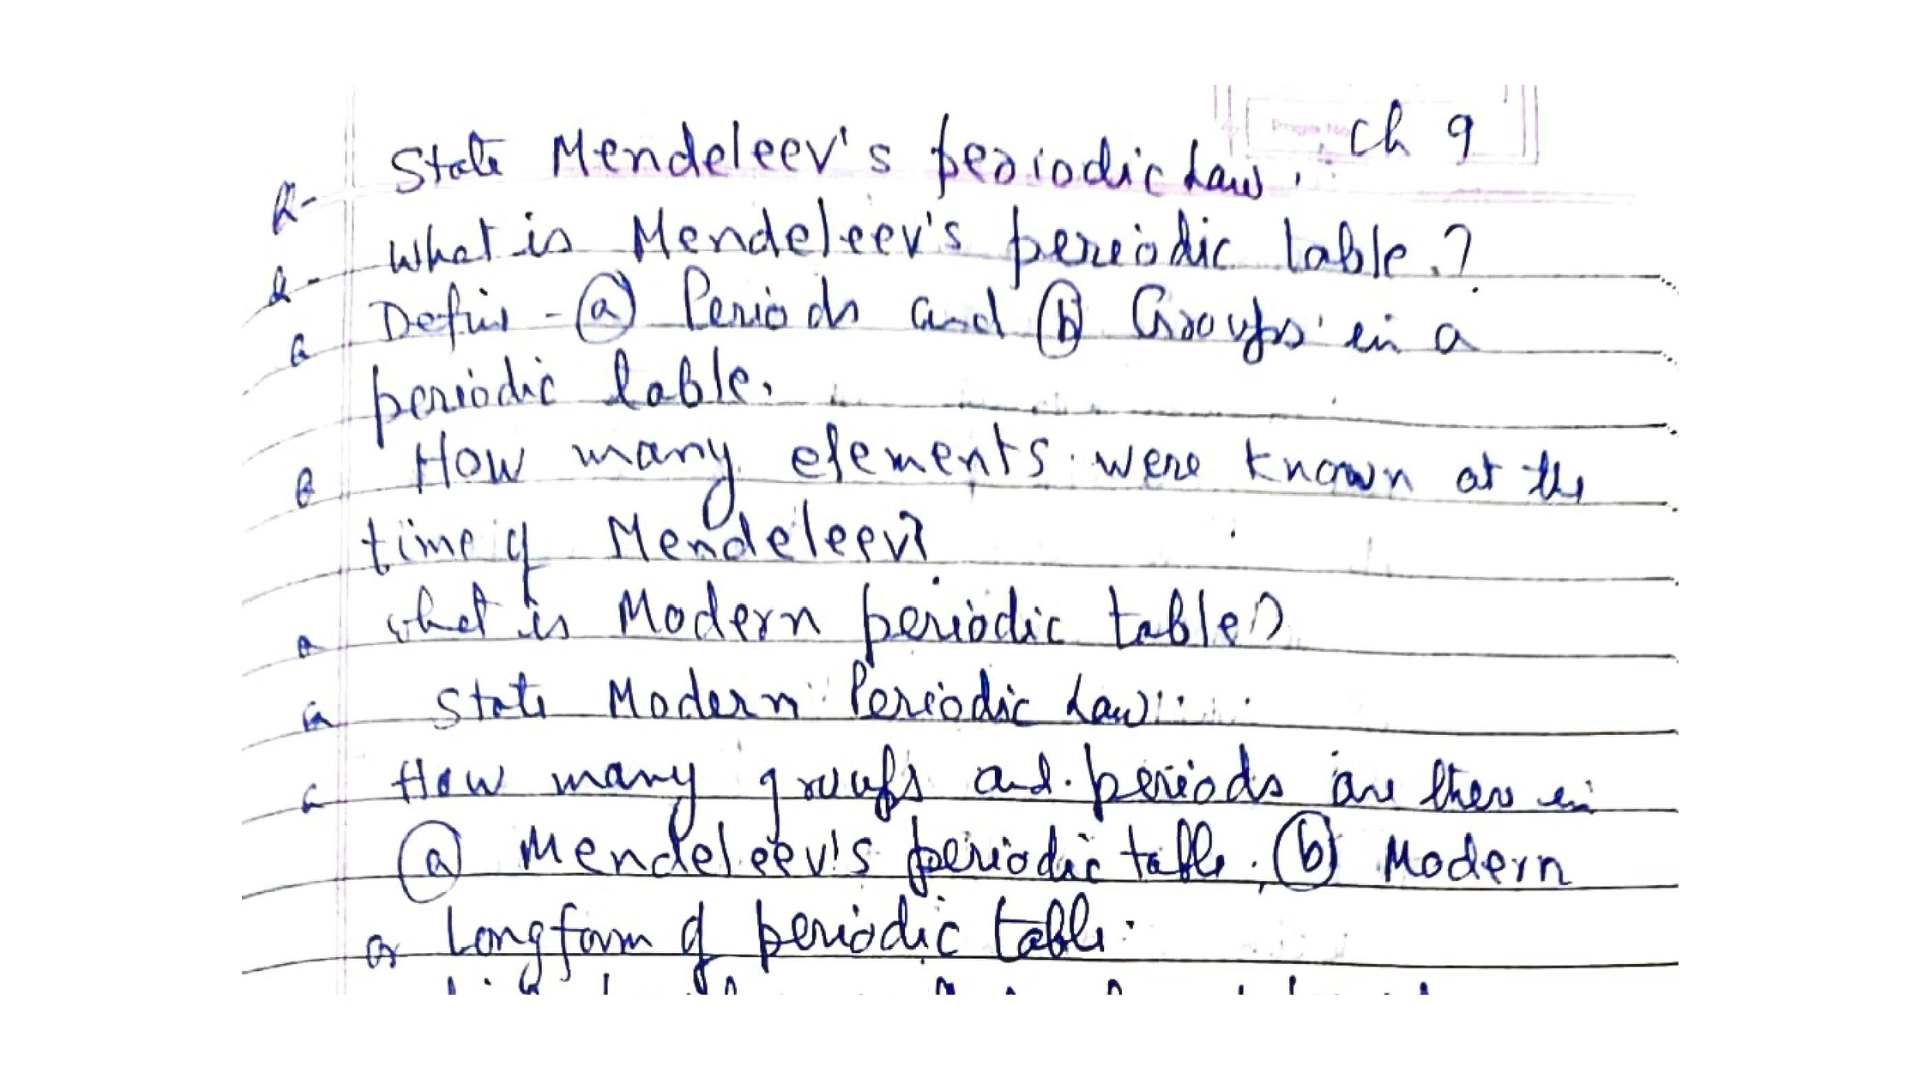 Ch 9
Q- State Mendeleev's periodic Law.
Q- What is Mendeleev's periodic table.?
Q Define - (a) Periods and (b) Groups in a
periodic table.
Q How many elements were known at the
time of Mendeleev?
Q What is Modern periodic table?
Q State Modern Periodic Law.
Q How many groups and periods are there in
(a) Mendeleev's periodic table. (b) Modern
or Long form of periodic table.